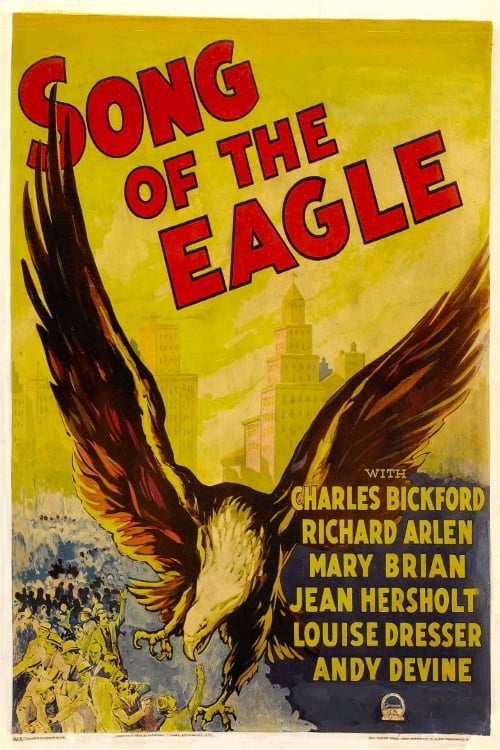 SONG
OF THE
EAGLE
WITH
CHARLES BICKFORD
RICHARD ARLEN
MARY BRIAN
JEAN HERSHOLT
LOUISE DRESSER
ANDY DEVINE